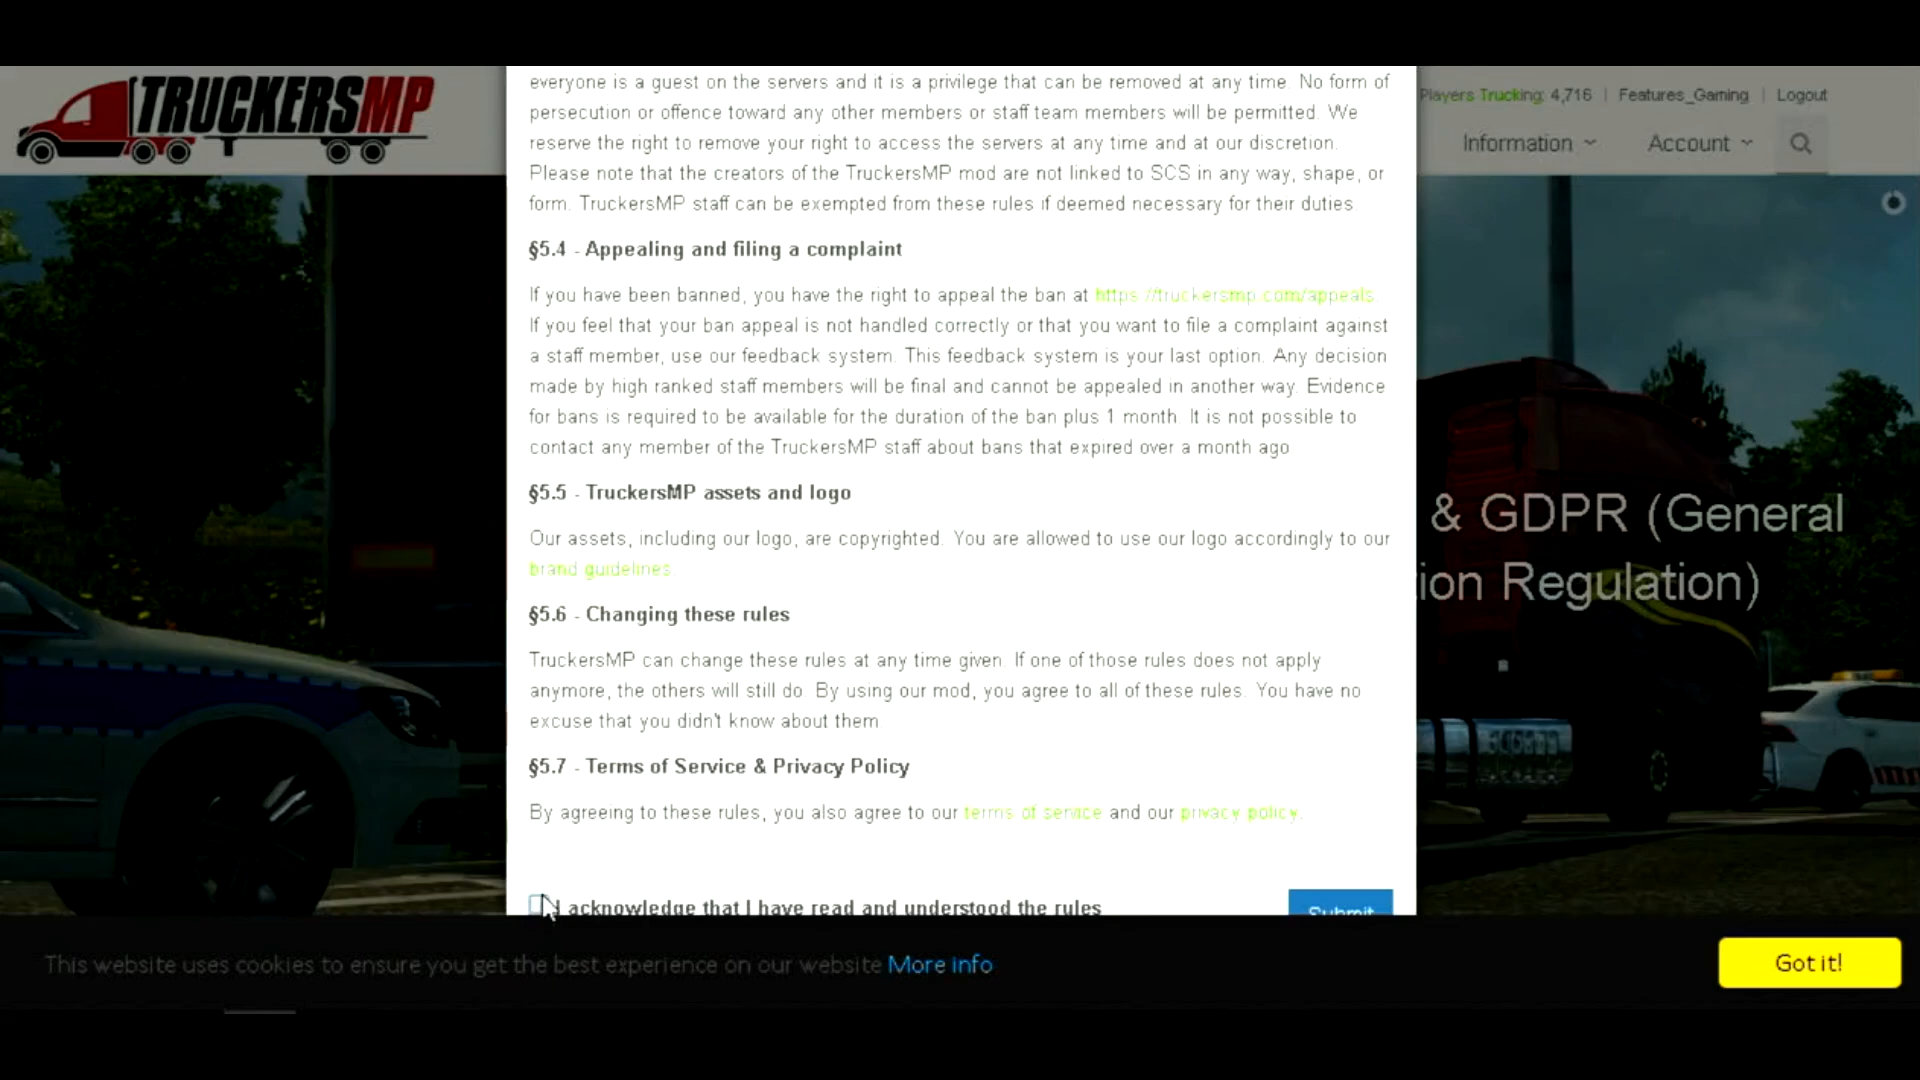 TRUCKERSMP
Players Trucking: 4,716 | Features_Gaming | Logout
Information
Account
everyone is a guest on the servers and it is a privilege that can be removed at any time. No form of
persecution or offence toward any other members or staff team members will be permitted. We
reserve the right to remove your right to access the servers at any time and at our discretion.
Please note that the creators of the TruckersMP mod are not linked to SCS in any way, shape, or
form. TruckersMP staff can be exempted from these rules if deemed necessary for their duties.
§5.4 - Appealing and filing a complaint
If you have been banned, you have the right to appeal the ban at https://truckersmp.com/appeals.
If you feel that your ban appeal is not handled correctly or that you want to file a complaint against
a staff member, use our feedback system. This feedback system is your last option. Any decision
made by high ranked staff members will be final and cannot be appealed in another way. Evidence
for bans is required to be available for the duration of the ban plus 1 month. It is not possible to
contact any member of the TruckersMP staff about bans that expired over a month ago
§5.5 - TruckersMP assets and logo
Our assets, including our logo, are copyrighted. You are allowed to use our logo accordingly to our
brand guidelines.
& GDPR (General
ion Regulation)
§5.6 - Changing these rules
TruckersMP can change these rules at any time given. If one of those rules does not apply
anymore, the others will still do. By using our mod, you agree to all of these rules. You have no
excuse that you didn't know about them.
§5.7 - Terms of Service & Privacy Policy
By agreeing to these rules, you also agree to our terms of service and our privacy policy.
I acknowledge that I have read and understood the rules
Submit
This website uses cookies to ensure you get the best experience on our website More info
Got it!